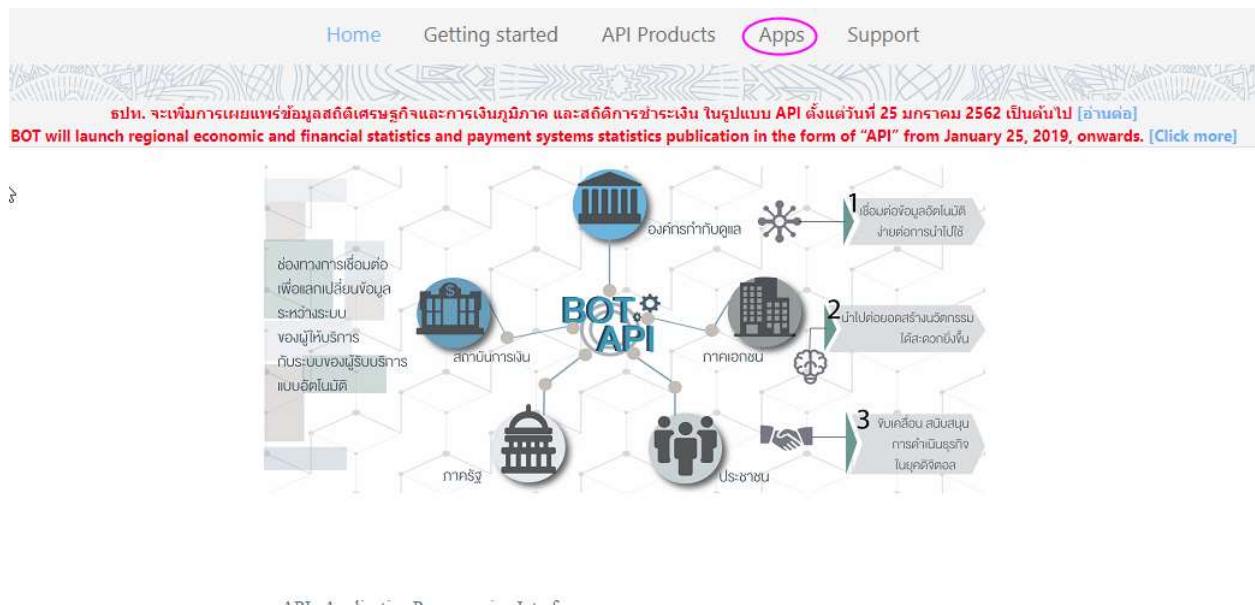 Home Getting started API Products Apps Support
ธปท. จะเพิ่มการเผยแพร่ข้อมูลสถิติเศรษฐกิจและการเงินภูมิภาค และสถิติการชำระเงิน ในรูปแบบ API ตั้งแต่วันที่ 25 มกราคม 2562 เป็นต้นไป [อ่านต่อ]
BOT will launch regional economic and financial statistics and payment systems statistics publication in the form of “API” from January 25, 2019, onwards. [Click more]
ช่องทางการเชื่อมต่อ
เพื่อแลกเปลี่ยนข้อมูล
ระหว่างระบบ
ของผู้ให้บริการ
กับระบบของผู้รับบริการ
แบบอัตโนมัติ
องค์กรกำกับดูแล
สถาบันการเงิน
BOT
API
ภาคเอกชน
ภาครัฐ
ประชาชน
1 เชื่อมต่อข้อมูลอัตโนมัติ
ง่ายต่อการนำไปใช้
2 นำไปต่อยอดสร้างนวัตกรรม
ได้สะดวกยิ่งขึ้น
3 ขับเคลื่อน สนับสนุน
การดำเนินธุรกิจ
ในยุคดิจิตอล